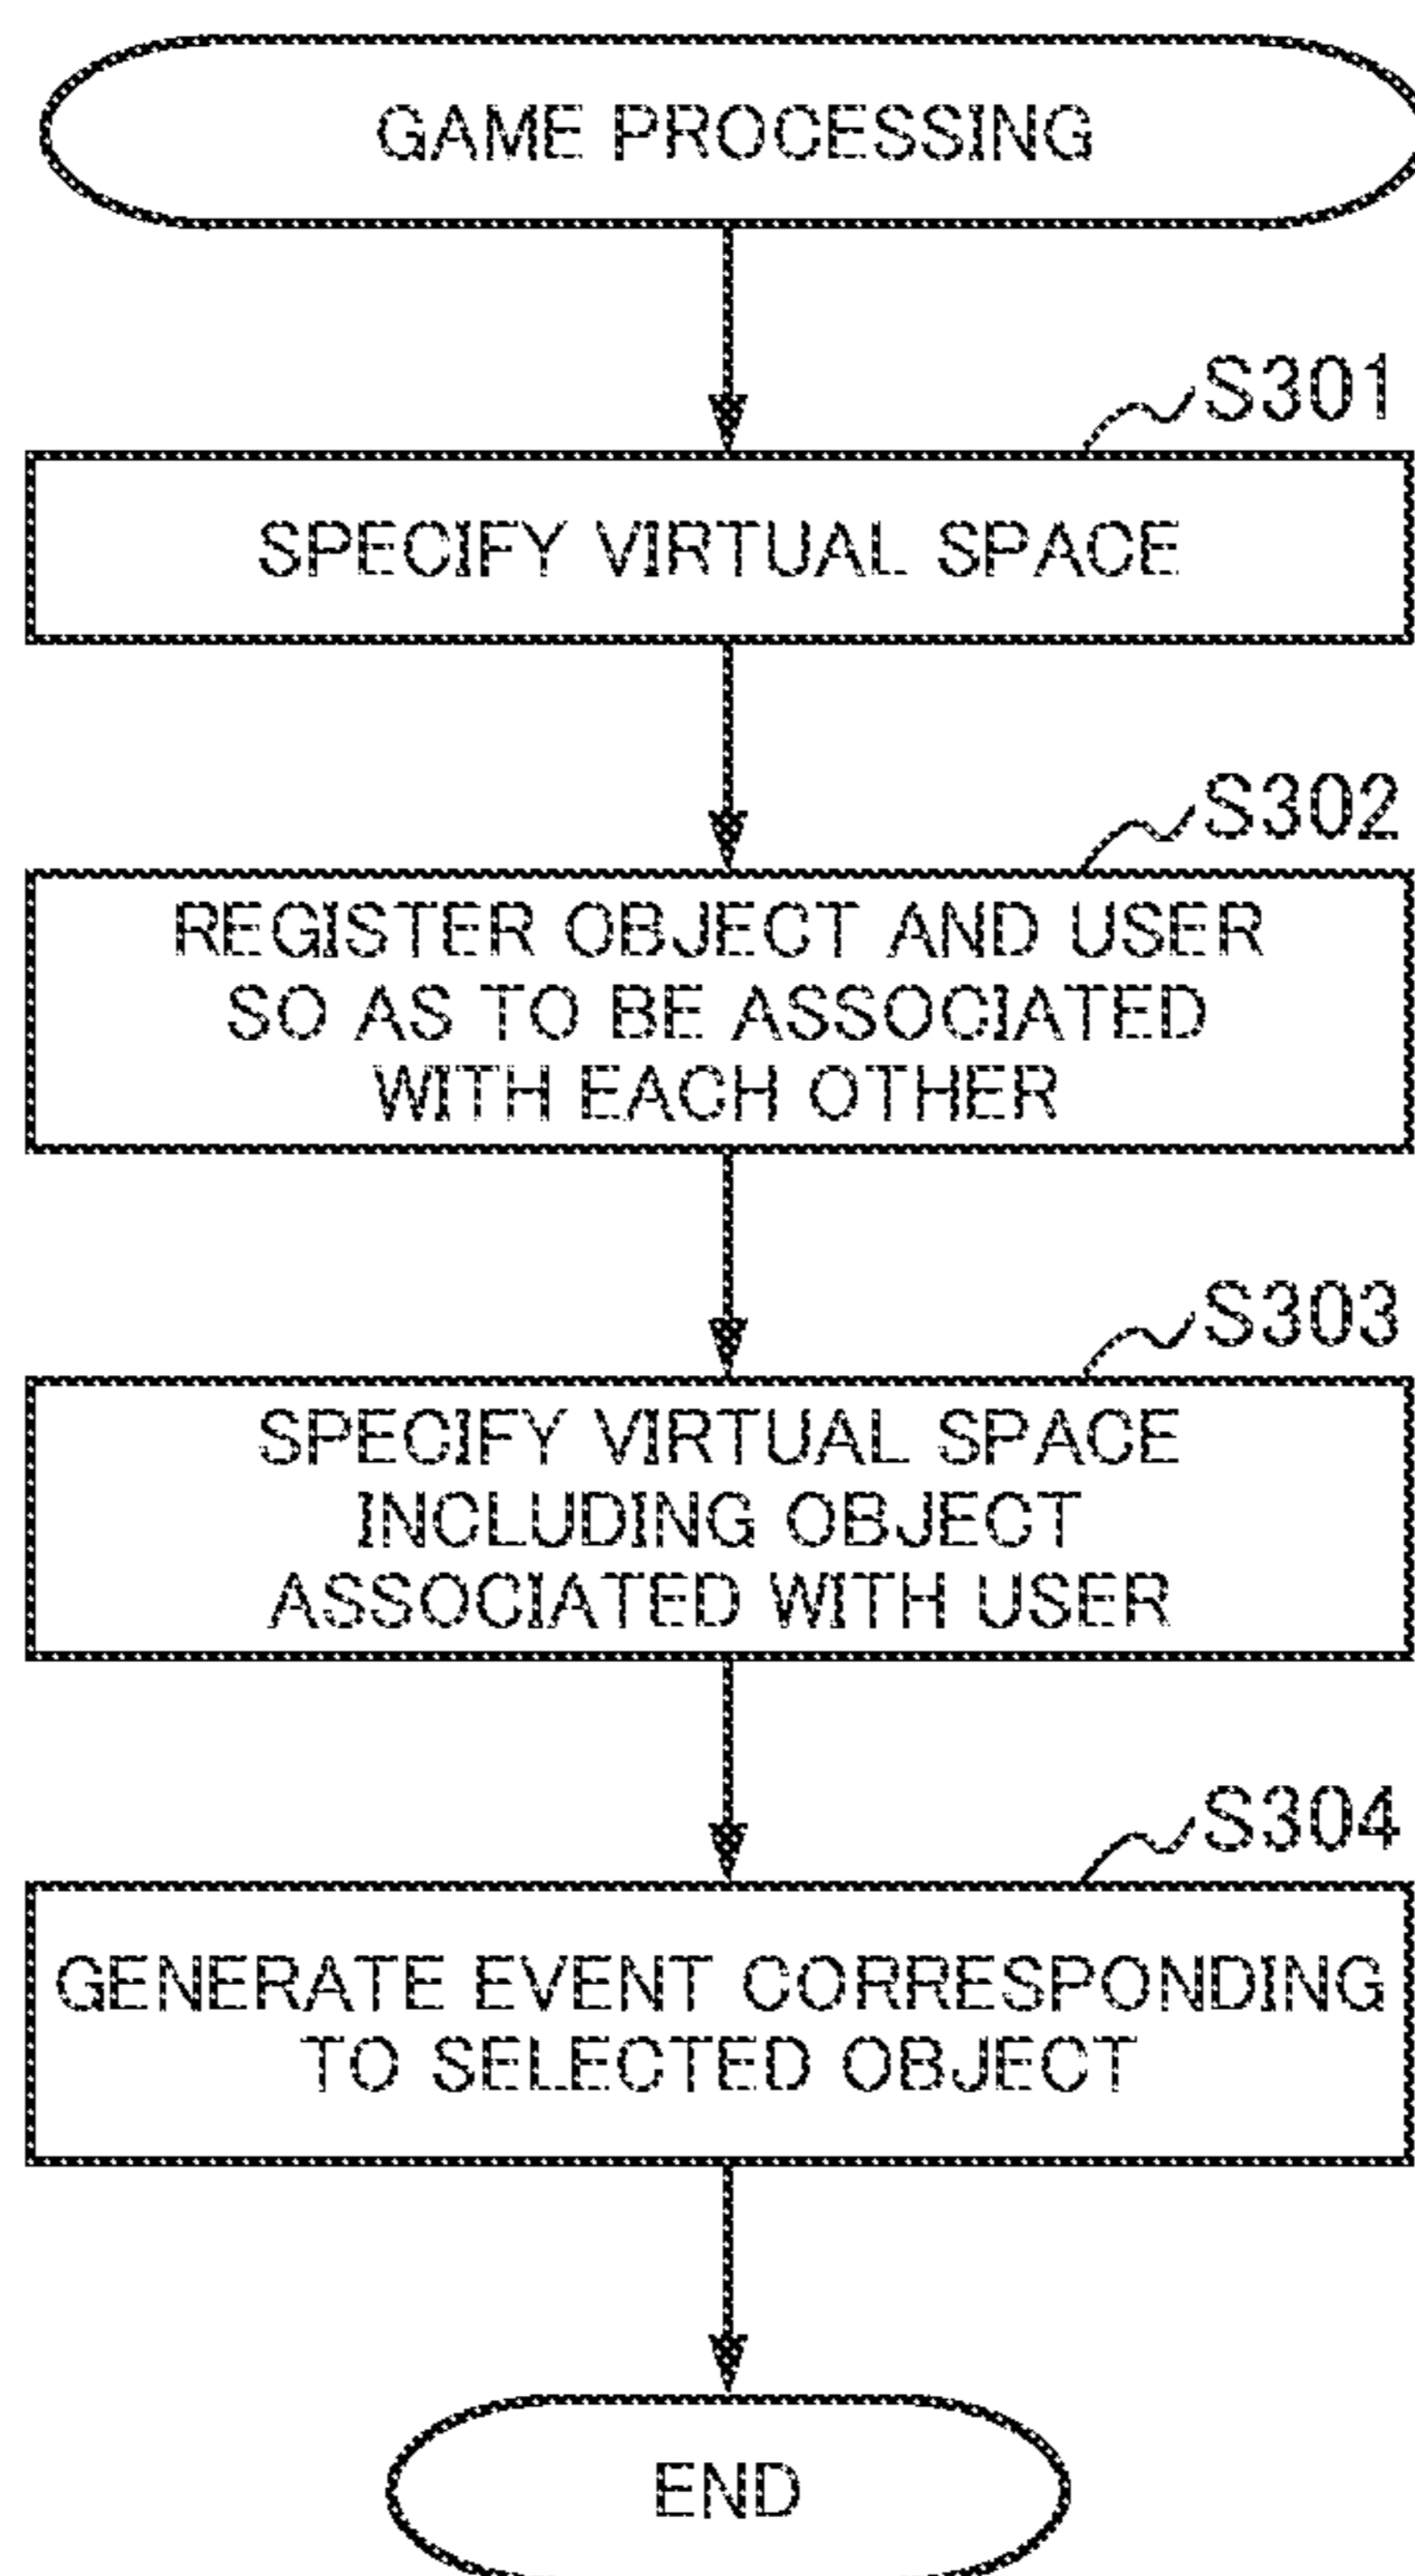 GAME PROCESSING
S301
SPECIFY VIRTUAL SPACE
S302
REGISTER OBJECT AND USER
SO AS TO BE ASSOCIATED
WITH EACH OTHER
S303
SPECIFY VIRTUAL SPACE
INCLUDING OBJECT
ASSOCIATED WITH USER
S304
GENERATE EVENT CORRESPONDING
TO SELECTED OBJECT
END